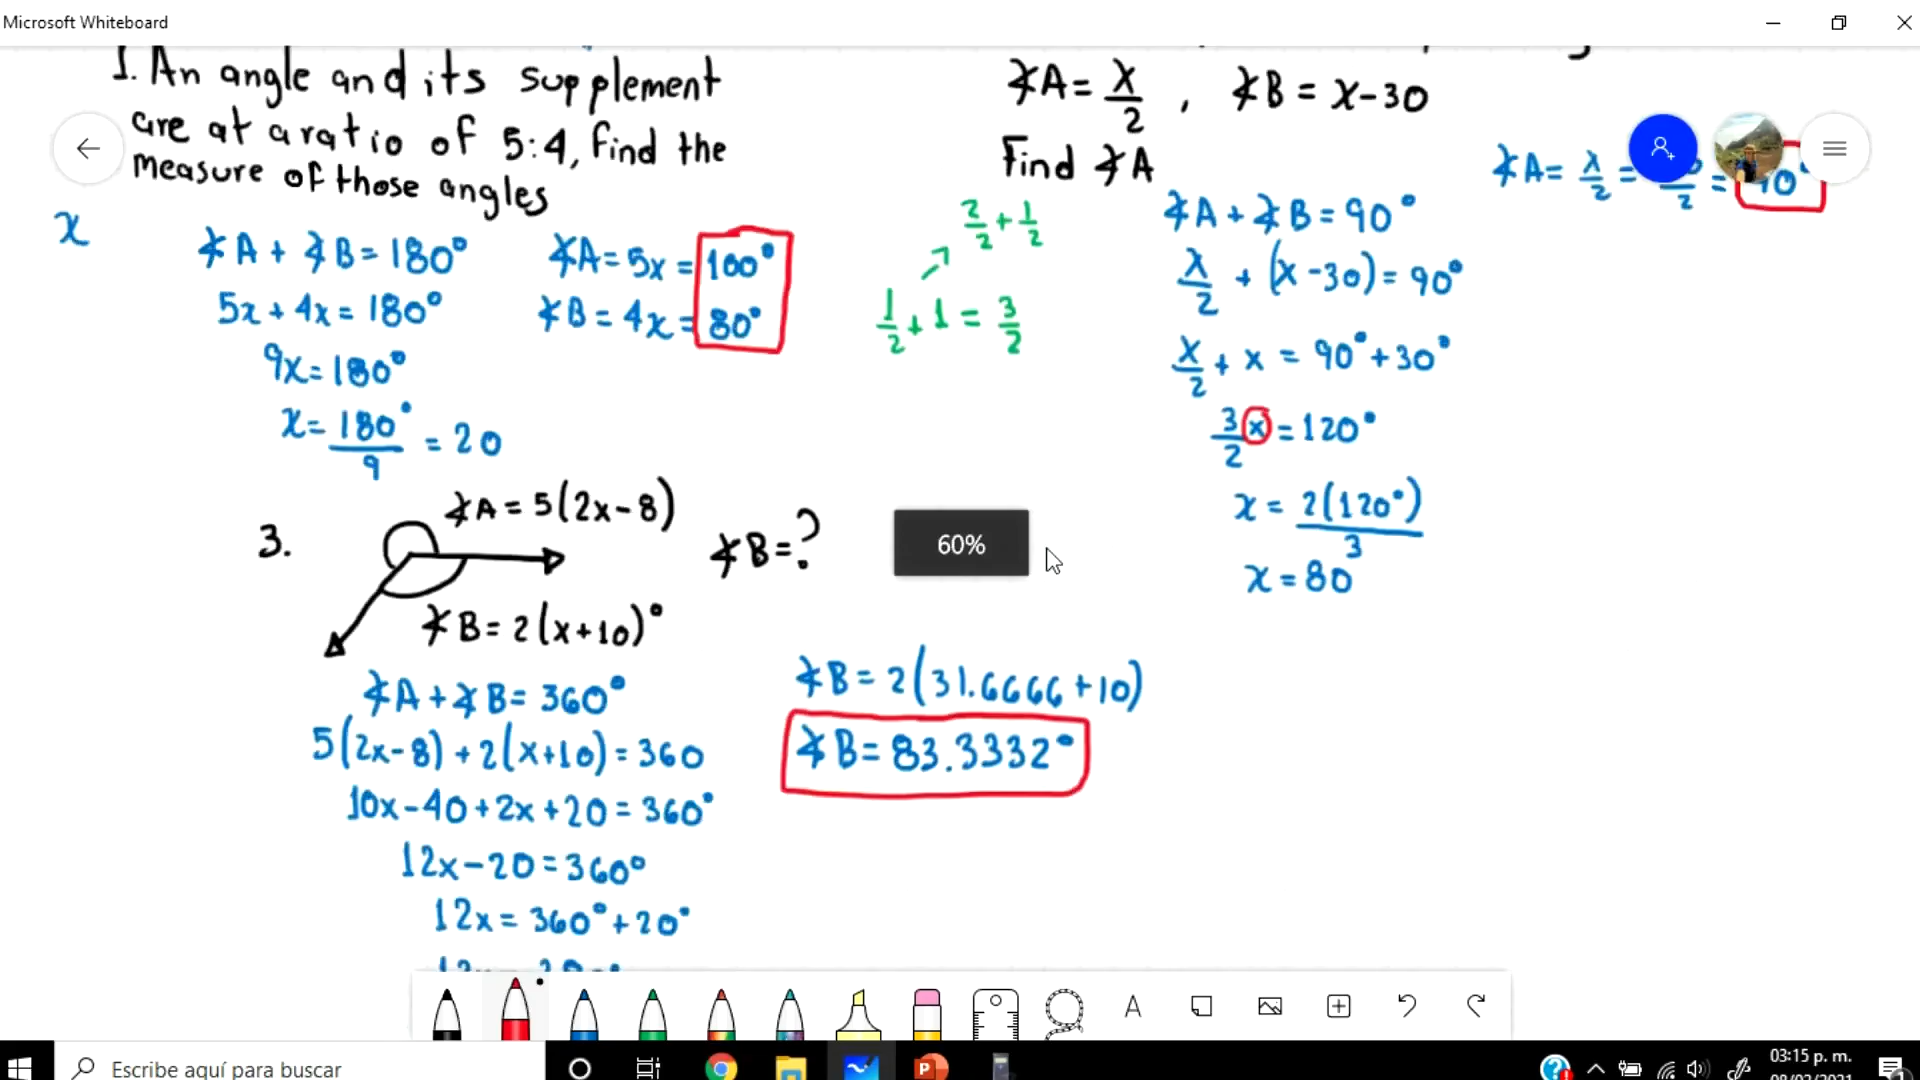 Microsoft Whiteboard
1. An angle and its supplement
are at a ratio of 5:4, find the
measure of those angles
x
∡A + ∡B = 180°
5x + 4x = 180°
9x = 180°
x = 180° / 9 = 20
∡A = 5x = 100°
∡B = 4x = 80°
2/2 + 1/2
1/2 + 1 = 3/2
∡A = x/2 , ∡B = x-30
Find ∡A
∡A + ∡B = 90°
x/2 + (x-30) = 90°
x/2 + x = 90° + 30°
3/2 x = 120°
x = 2(120°) / 3
x = 80
∡A = x/2 =
3.
∡A = 5(2x-8)
∡B = ?
∡B = 2(x+10)°
60%
∡A + ∡B = 360°
5(2x-8) + 2(x+10) = 360
10x - 40 + 2x + 20 = 360°
12x - 20 = 360°
12x = 360° + 20°
∡B = 2(31.6666 + 10)
∡B = 83.3332°
Escribe aquí para buscar
03:15 p. m.